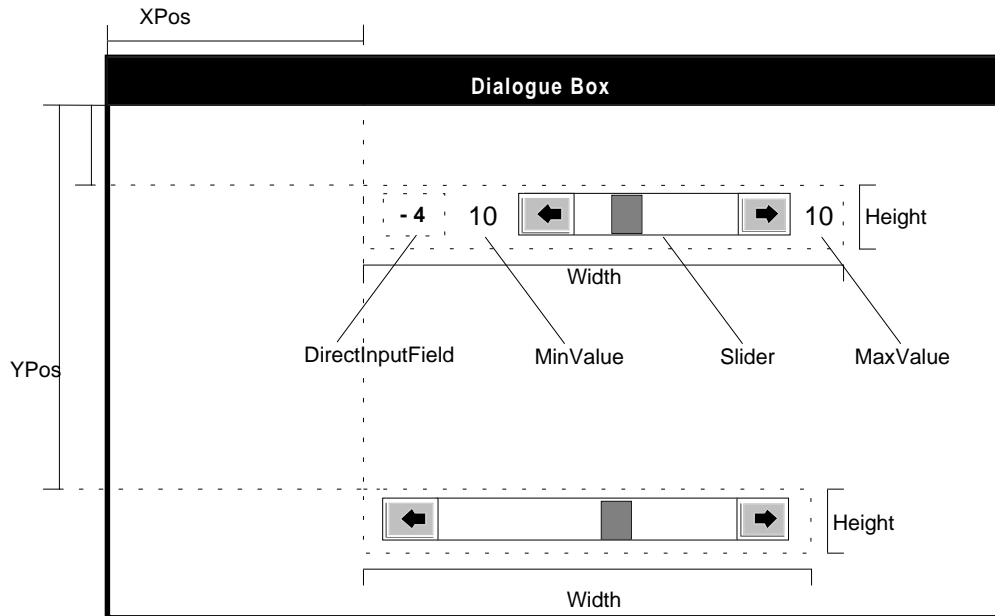 XPos
Dialogue Box
- 4 10 10 Height
Width
DirectInputField MinValue Slider MaxValue
YPos
Height
Width